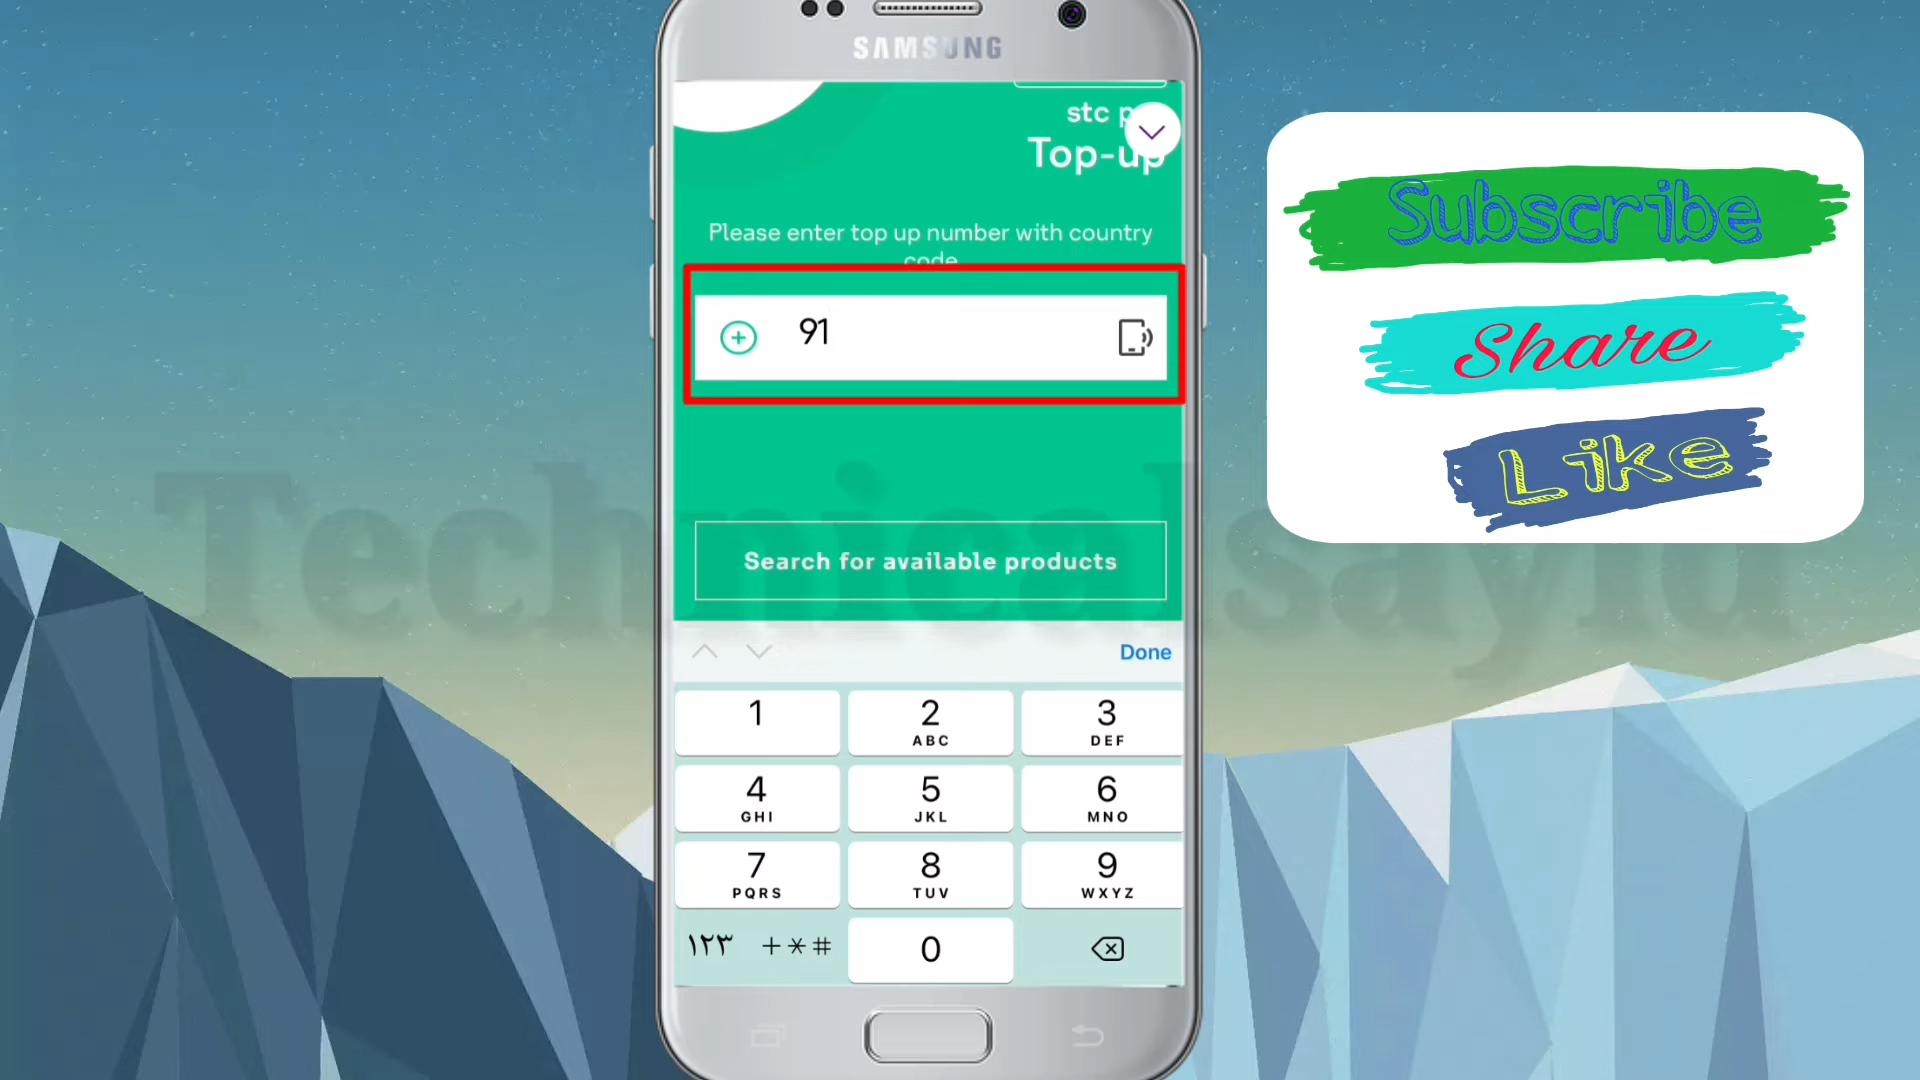 SAMSUNG
stc p
Top-up
Please enter top up number with country
code
91
Search for available products
Done
1
2
ABC
3
DEF
4
GHI
5
JKL
6
MNO
7
PQRS
8
TUV
9
WXYZ
١٢٣
+*#
0
Subscribe
Share
Like
Technicalsayfu